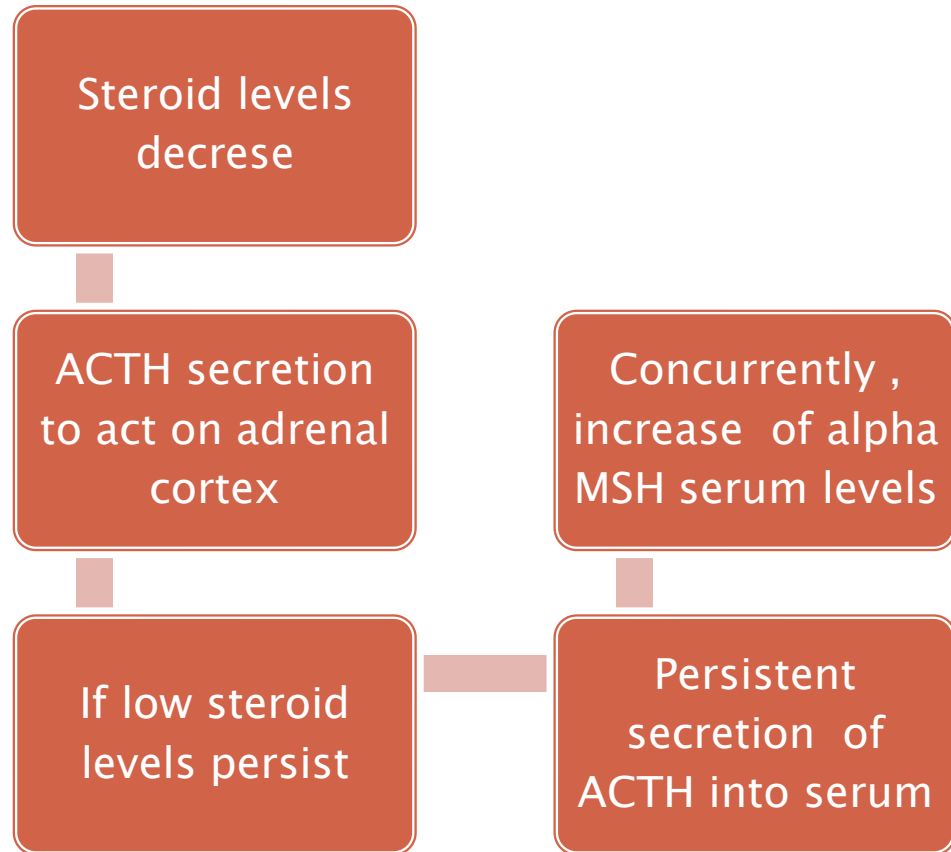 Steroid levels
decrese
ACTH secretion
to act on adrenal
cortex
If low steroid
levels persist
Persistent
secretion  of
ACTH into serum
Concurrently ,
increase  of alpha
MSH serum levels